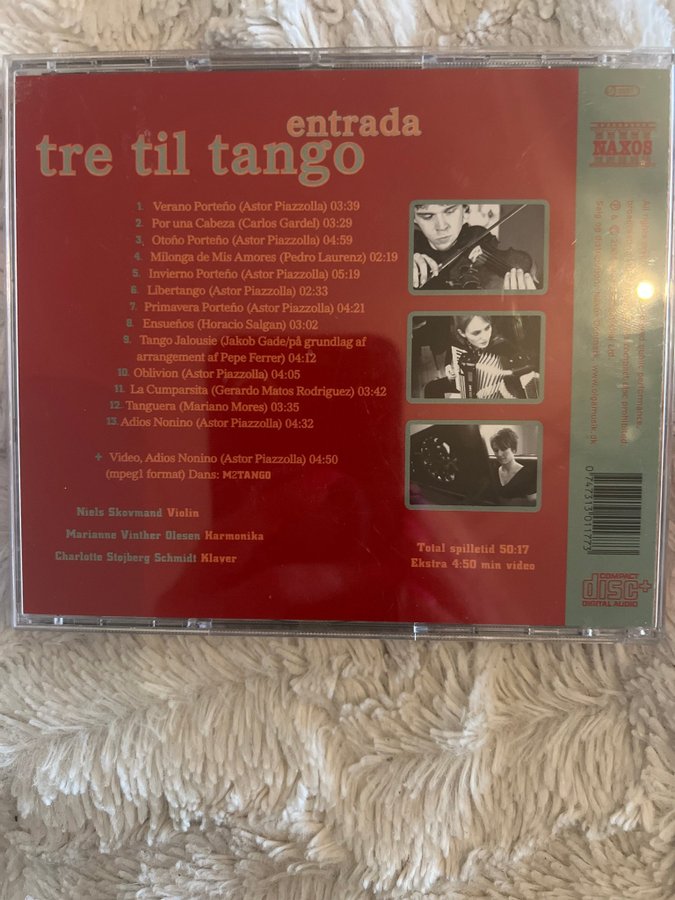 entrada
tre til tango
1. Verano Porteño (Astor Piazzolla) 03:39
2. Por una Cabeza (Carlos Gardel) 03:29
3. Otoño Porteño (Astor Piazzolla) 04:59
4. Milonga de Mis Amores (Pedro Laurenz) 02:19
5. Invierno Porteño (Astor Piazzolla) 05:19
6. Libertango (Astor Piazzolla) 02:33
7. Primavera Porteño (Astor Piazzolla) 04:21
8. Ensueños (Horacio Salgan) 03:02
9. Tango Jalousie (Jakob Gade/på grundlag af
arrangement af Pepe Ferrer) 04:12
10. Oblivion (Astor Piazzolla) 04:05
11. La Cumparsita (Gerardo Matos Rodriguez) 03:42
12. Tanguera (Mariano Mores) 03:35
13. Adios Nonino (Astor Piazzolla) 04:32
+ Video, Adios Nonino (Astor Piazzolla) 04:50
(mpeg1 format) Dans: M2TANGO
Niels Skovmand Violin
Marianne Vinther Olesen Harmonika
Charlotte Støjberg Schmidt Klaver
Total spilletid 50:17
Ekstra 4:50 min video
NAXOS
0 747313 011773
COMPACT
disc+
DIGITAL AUDIO